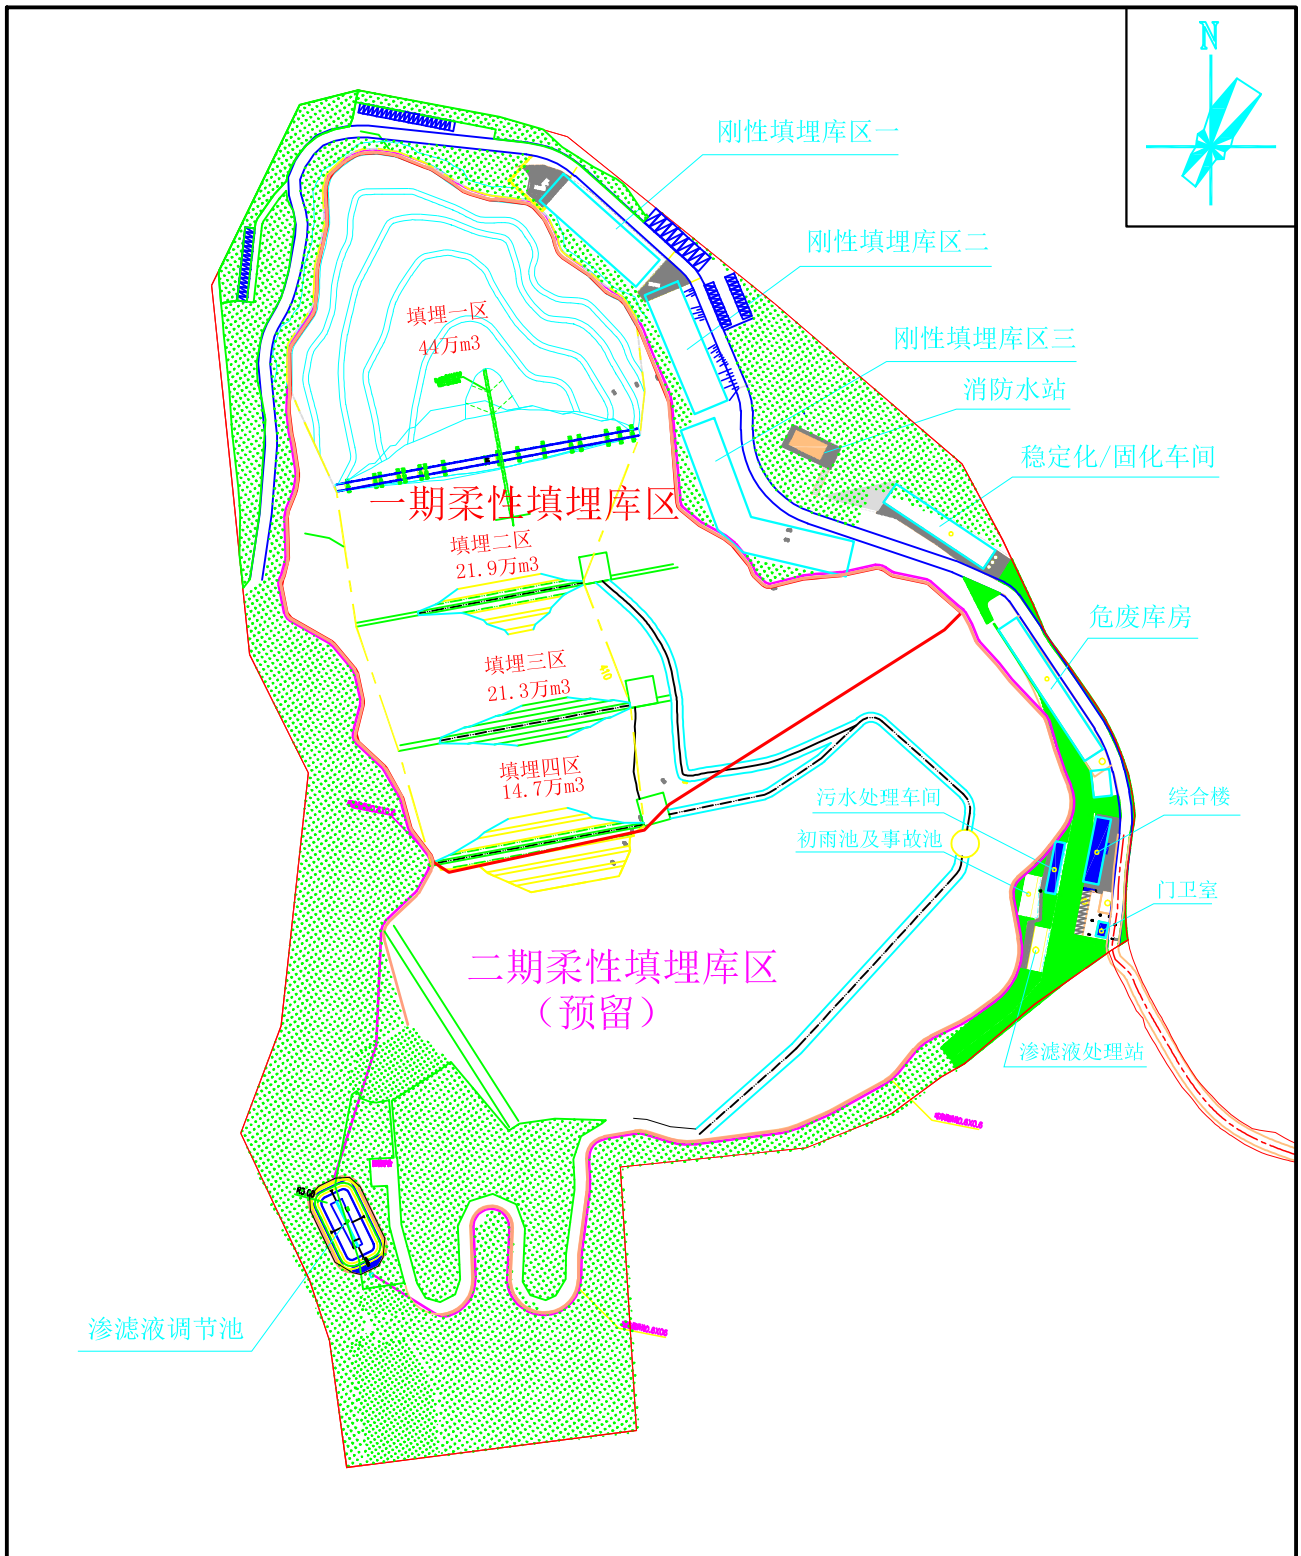 N
刚性填埋库区一
刚性填埋库区二
填埋一区
44万m3
刚性填埋库区三
消防水站
稳定化/固化车间
一期柔性填埋库区
填埋二区
21.9万m3
危废库房
填埋三区
21.3万m3
410
填埋四区
14.7万m3
污水处理车间
综合楼
初雨池及事故池
门卫室
二期柔性填埋库区
（预留）
渗滤液处理站
渗滤液调节池